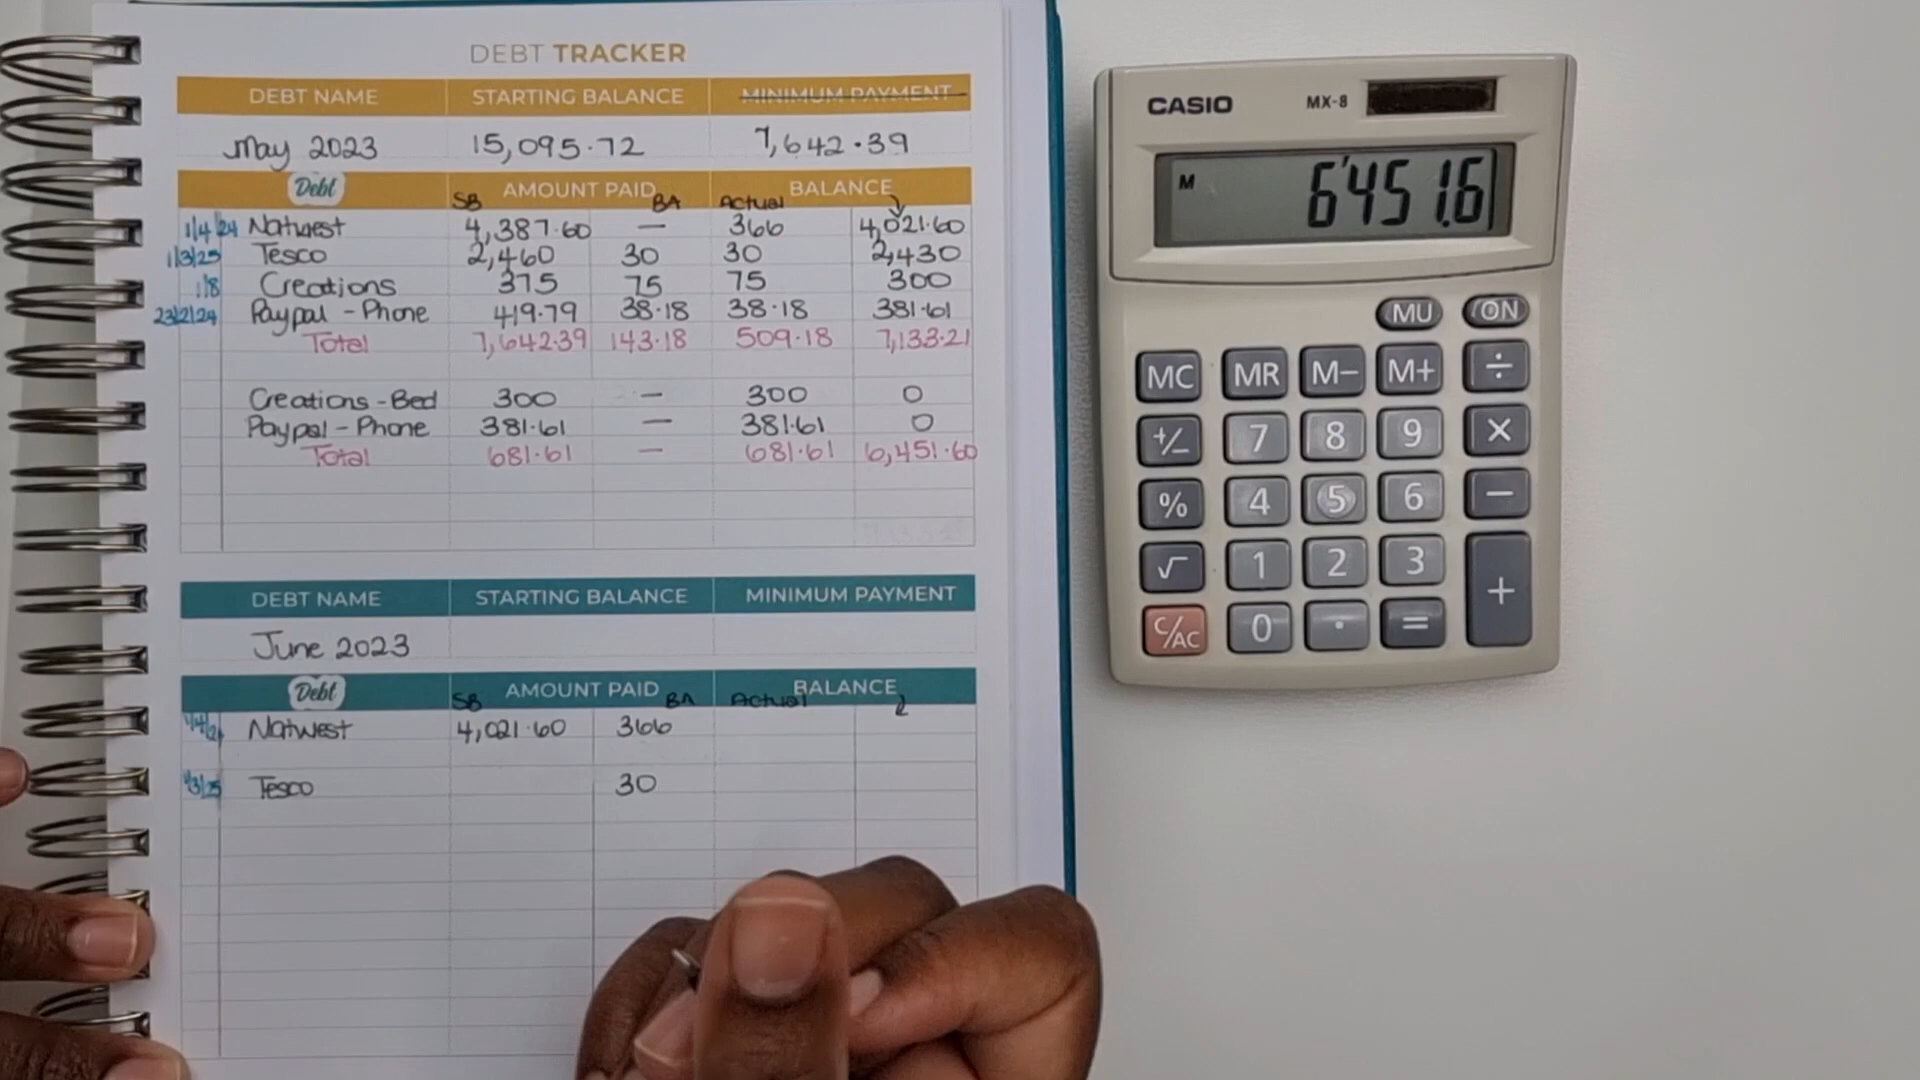 DEBT TRACKER
DEBT NAME STARTING BALANCE MINIMUM PAYMENT
May 2023 15,095.72 7,642.39
Debt SB AMOUNT PAID BA Actual BALANCE
1/4/24 Natwest 4,387.60 — 366 4,021.60
1/3/25 Tesco 2,460 30 30 2,430
1/8 Creations 375 75 75 300
23/2/24 Paypal - Phone 419.79 38.18 38.18 381.61
Total 7,642.39 143.18 509.18 7,133.21
Creations - Bed 300 — 300 0
Paypal - Phone 381.61 — 381.61 0
Total 681.61 — 681.61 6,451.60
DEBT NAME STARTING BALANCE MINIMUM PAYMENT
June 2023
Debt SB AMOUNT PAID BA Actual BALANCE
Natwest 4,021.60 366
1/3/25 Tesco 30
CASIO MX-8
M 6'451.6
MU ON
MC MR M− M+ ÷
+/− 7 8 9 ×
% 4 5 6 −
√ 1 2 3 +
C/AC 0 · =